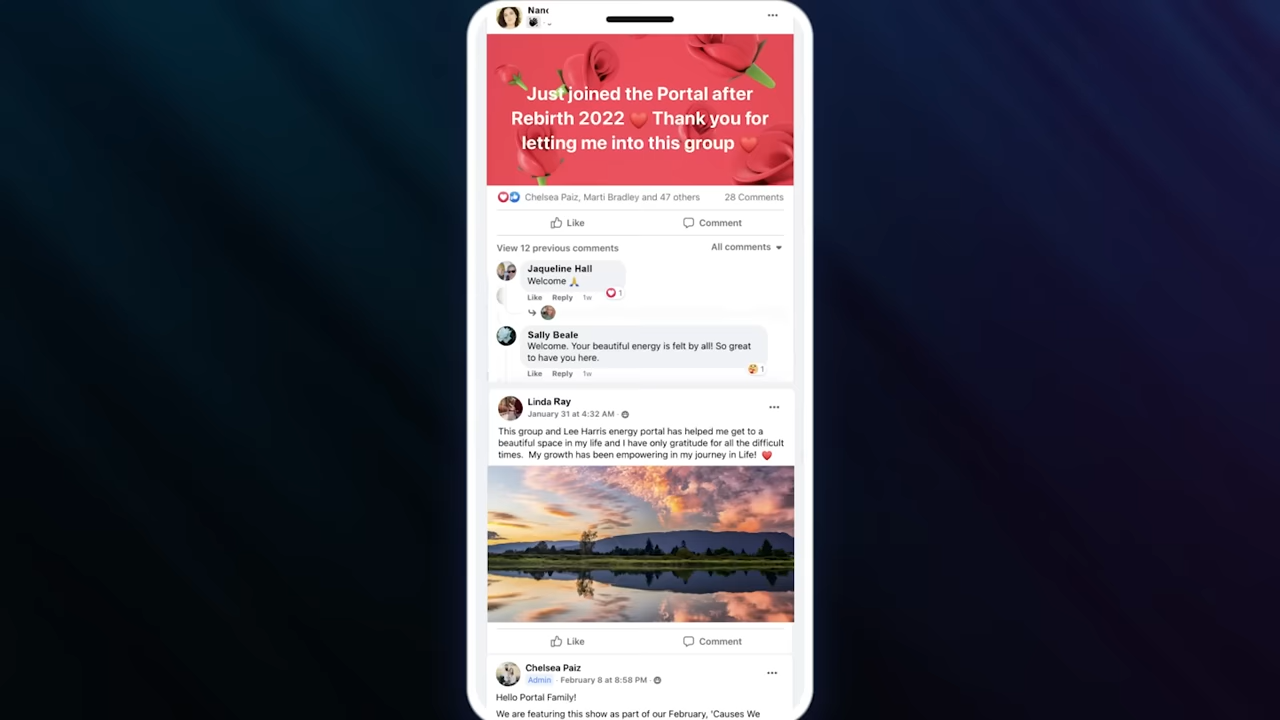 Nanc
Just joined the Portal after
Rebirth 2022 ❤️ Thank you for
letting me into this group ❤️
Chelsea Paiz, Marti Bradley and 47 others 28 Comments
Like Comment
View 12 previous comments All comments
Jaqueline Hall
Welcome 🙏
1
Like Reply 1w
Sally Beale
Welcome. Your beautiful energy is felt by all! So great
to have you here.
1
Like Reply 1w
Linda Ray
January 31 at 4:32 AM ·
This group and Lee Harris energy portal has helped me get to a
beautiful space in my life and I have only gratitude for all the difficult
times. My growth has been empowering in my journey in Life! ❤️
Like Comment
Chelsea Paiz
Admin · February 8 at 8:58 PM ·
Hello Portal Family!
We are featuring this show as part of our February, 'Causes We